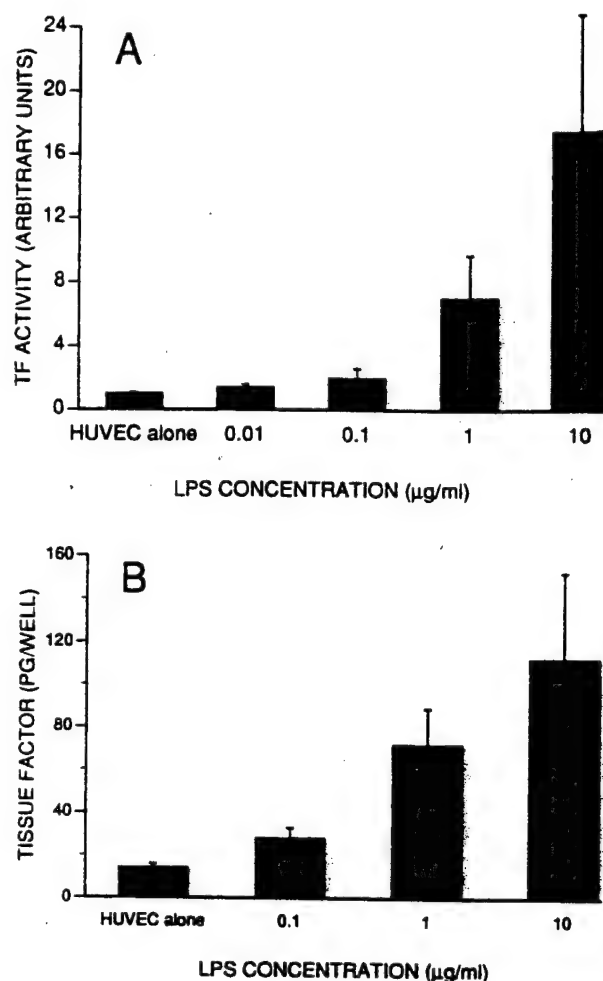 A
TF ACTIVITY (ARBITRARY UNITS)
24
20
16
12
8
4
0
HUVEC alone 0.01 0.1 1 10
LPS CONCENTRATION (µg/ml)
B
TISSUE FACTOR (PG/WELL)
160
120
80
40
0
HUVEC alone 0.1 1 10
LPS CONCENTRATION (µg/ml)